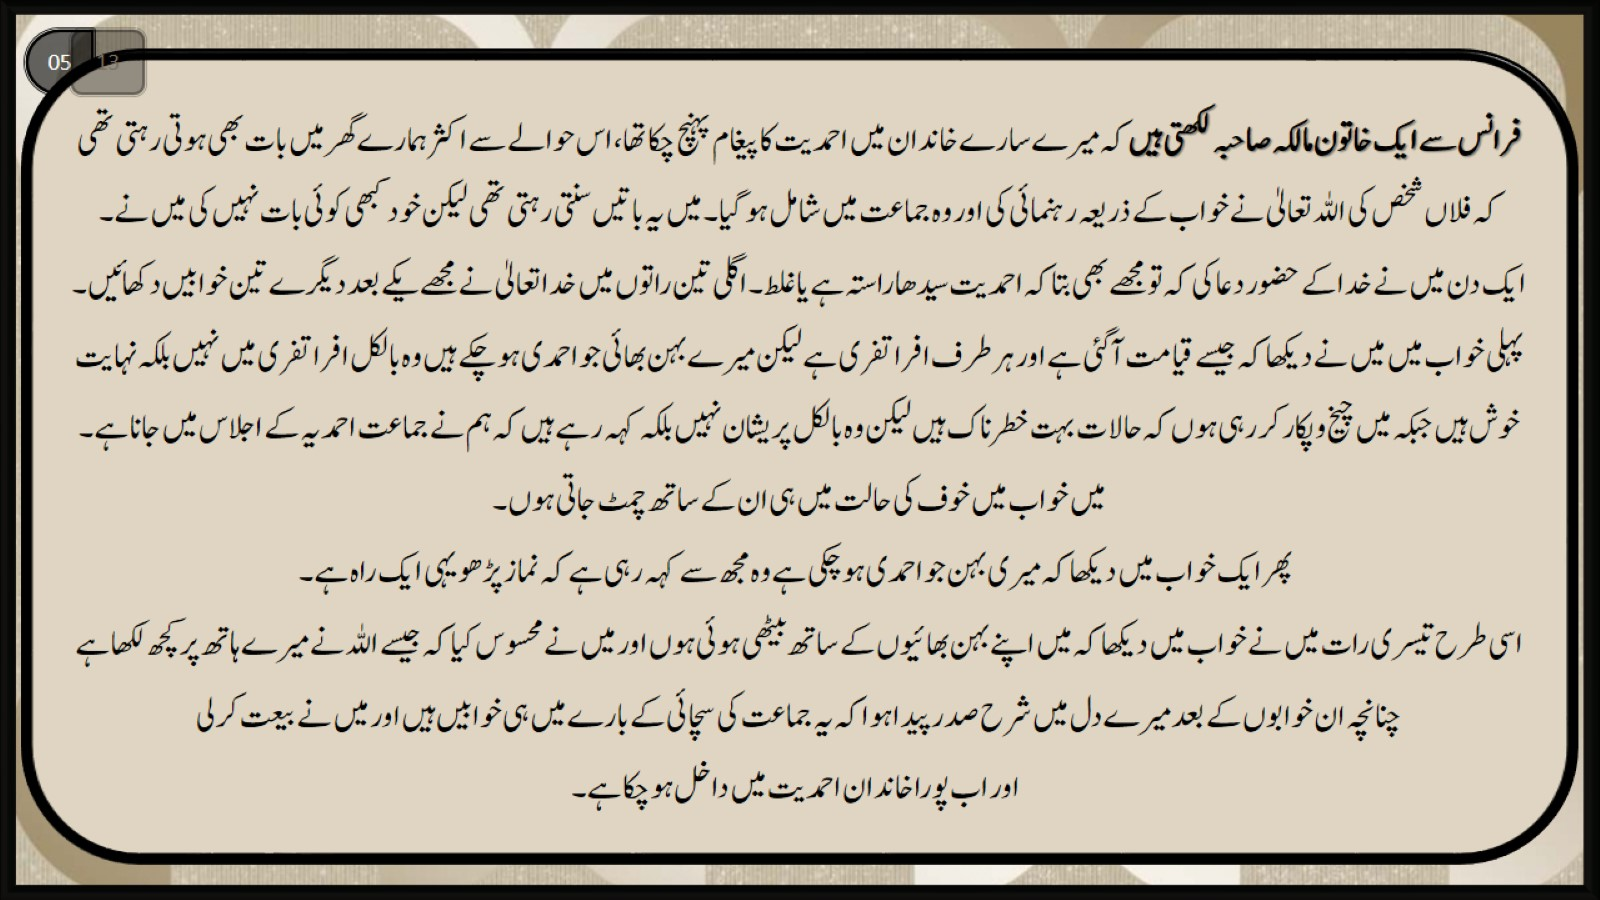 05
13
فرانس سے ایک خاتون مالکہ صاحبہ لکھتی ہیں کہ میرے سارے خاندان میں احمدیت کا پیغام پہنچ چکا تھا، اس حوالے سے اکثر ہمارے گھر میں بات بھی ہوتی رہتی تھی
کہ فلاں شخص کی اللہ تعالیٰ نے خواب کے ذریعہ رہنمائی کی اور وہ جماعت میں شامل ہو گیا۔ میں یہ باتیں سنتی رہتی تھی لیکن خود کبھی کوئی بات نہیں کی میں نے۔
ایک دن میں نے خدا کے حضور دعا کی کہ تو مجھے بھی بتا کہ احمدیت سیدھا راستہ ہے یا غلط۔ اگلی تین راتوں میں خدا تعالیٰ نے مجھے یکے بعد دیگرے تین خوابیں دکھائیں۔
پہلی خواب میں میں نے دیکھا کہ جیسے قیامت آ گئی ہے اور ہر طرف افرا تفری ہے لیکن میرے بہن بھائی جو احمدی ہو چکے ہیں وہ بالکل افرا تفری میں نہیں بلکہ نہایت
خوش ہیں جبکہ میں چیخ و پکار کر رہی ہوں کہ حالات بہت خطرناک ہیں لیکن وہ بالکل پریشان نہیں بلکہ کہہ رہے ہیں کہ ہم نے جماعت احمدیہ کے اجلاس میں جانا ہے۔
میں خواب میں خوف کی حالت میں ہی ان کے ساتھ چمٹ جاتی ہوں۔
پھر ایک خواب میں دیکھا کہ میری بہن جو احمدی ہو چکی ہے وہ مجھ سے کہہ رہی ہے کہ نماز پڑھو یہی ایک راہ ہے۔
اسی طرح تیسری رات میں نے خواب میں دیکھا کہ میں اپنے بہن بھائیوں کے ساتھ بیٹھی ہوئی ہوں اور میں نے محسوس کیا کہ جیسے اللہ نے میرے ہاتھ پر کچھ لکھا ہے
چنانچہ ان خوابوں کے بعد میرے دل میں شرح صدر پیدا ہوا کہ یہ جماعت کی سچائی کے بارے میں ہی خوابیں ہیں اور میں نے بیعت کر لی
اور اب پورا خاندان احمدیت میں داخل ہو چکا ہے۔